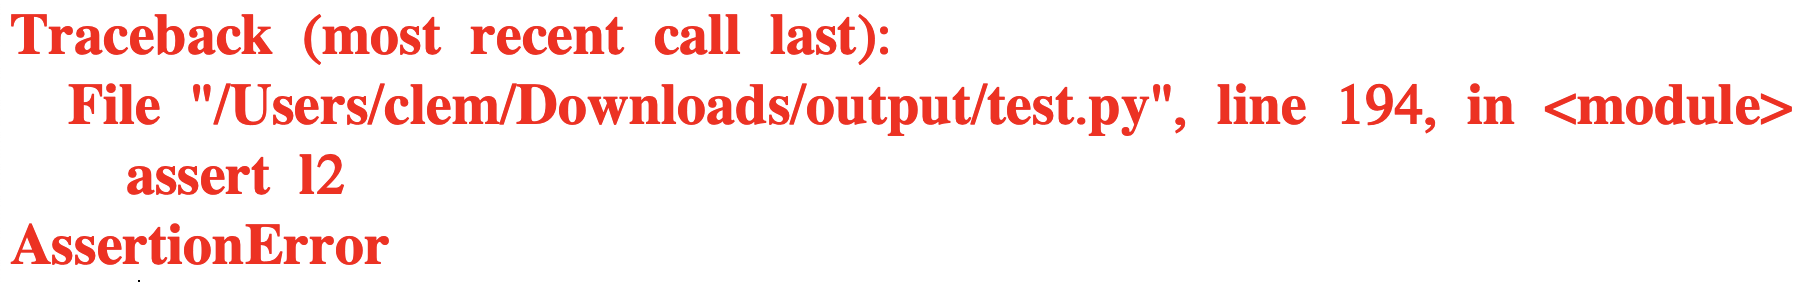 Traceback (most recent call last):
  File "/Users/clem/Downloads/output/test.py", line 194, in <module>
    assert l2
AssertionError